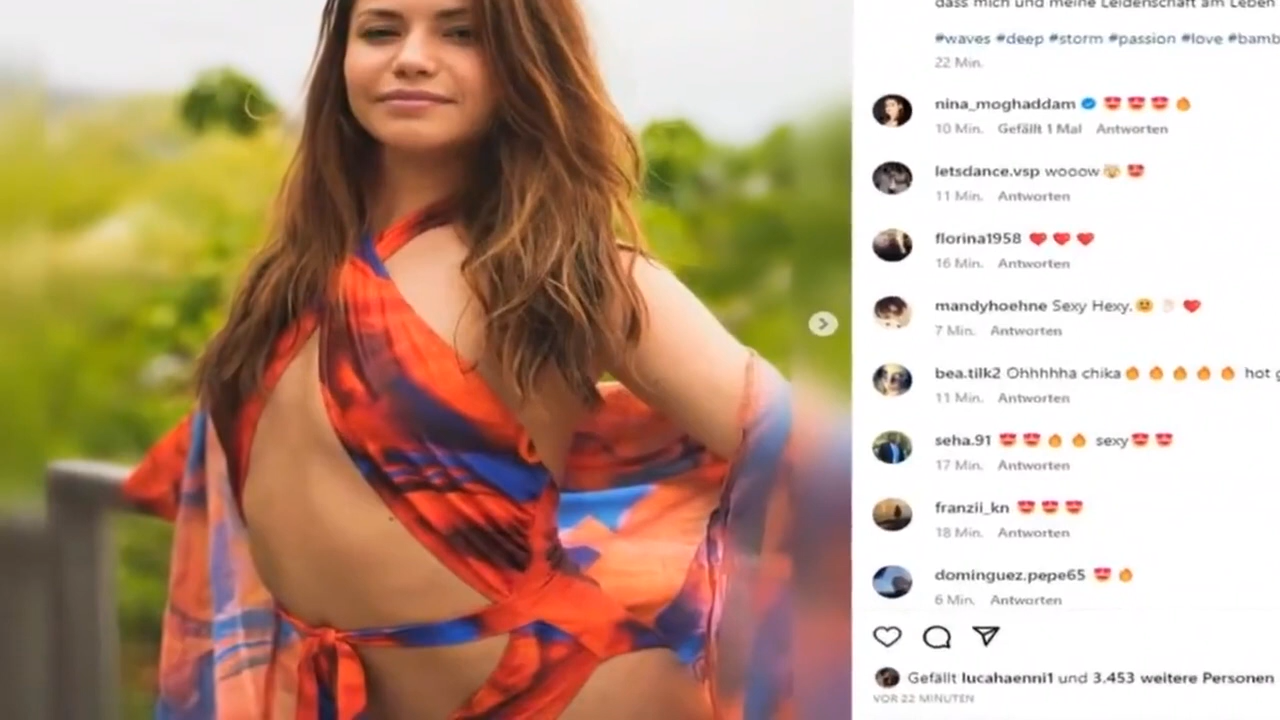 dass mich und meine Leidenschaft am Leben
#waves #deep #storm #passion #love #bamb
22 Min.
nina_moghaddam 😍😍😍🔥
10 Min. Gefällt 1 Mal Antworten
letsdance.vsp wooow🤯😍
11 Min. Antworten
florina1958 ❤️❤️❤️
16 Min. Antworten
mandyhoehne Sexy Hexy.
7 Min. Antworten
bea.tilk2 Ohhhhha chika🔥🔥🔥🔥🔥 hot g
11 Min. Antworten
seha.91 😍😍🔥🔥 sexy😍😍
17 Min. Antworten
franzii_kn 😍😍😍
18 Min. Antworten
dominguez.pepe65 😍🔥
6 Min. Antworten
Gefällt lucahaenni1 und 3.453 weitere Personen
VOR 22 MINUTEN